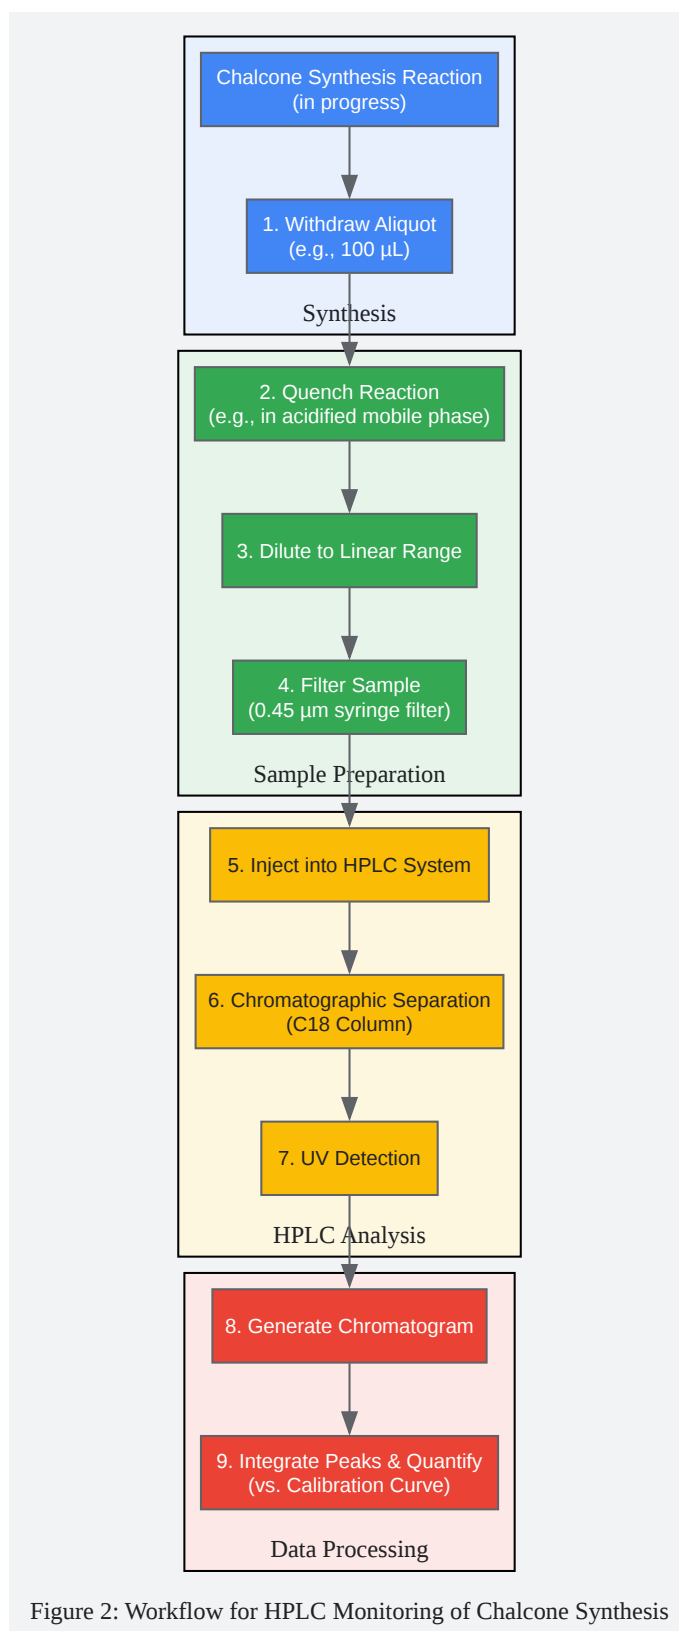 Chalcone Synthesis Reaction
(in progress)
1. Withdraw Aliquot
(e.g., 100 µL)
Synthesis
2. Quench Reaction
(e.g., in acidified mobile phase)
3. Dilute to Linear Range
4. Filter Sample
(0.45 µm syringe filter)
Sample Preparation
5. Inject into HPLC System
6. Chromatographic Separation
(C18 Column)
7. UV Detection
HPLC Analysis
8. Generate Chromatogram
9. Integrate Peaks & Quantify
(vs. Calibration Curve)
Data Processing
Figure 2: Workflow for HPLC Monitoring of Chalcone Synthesis